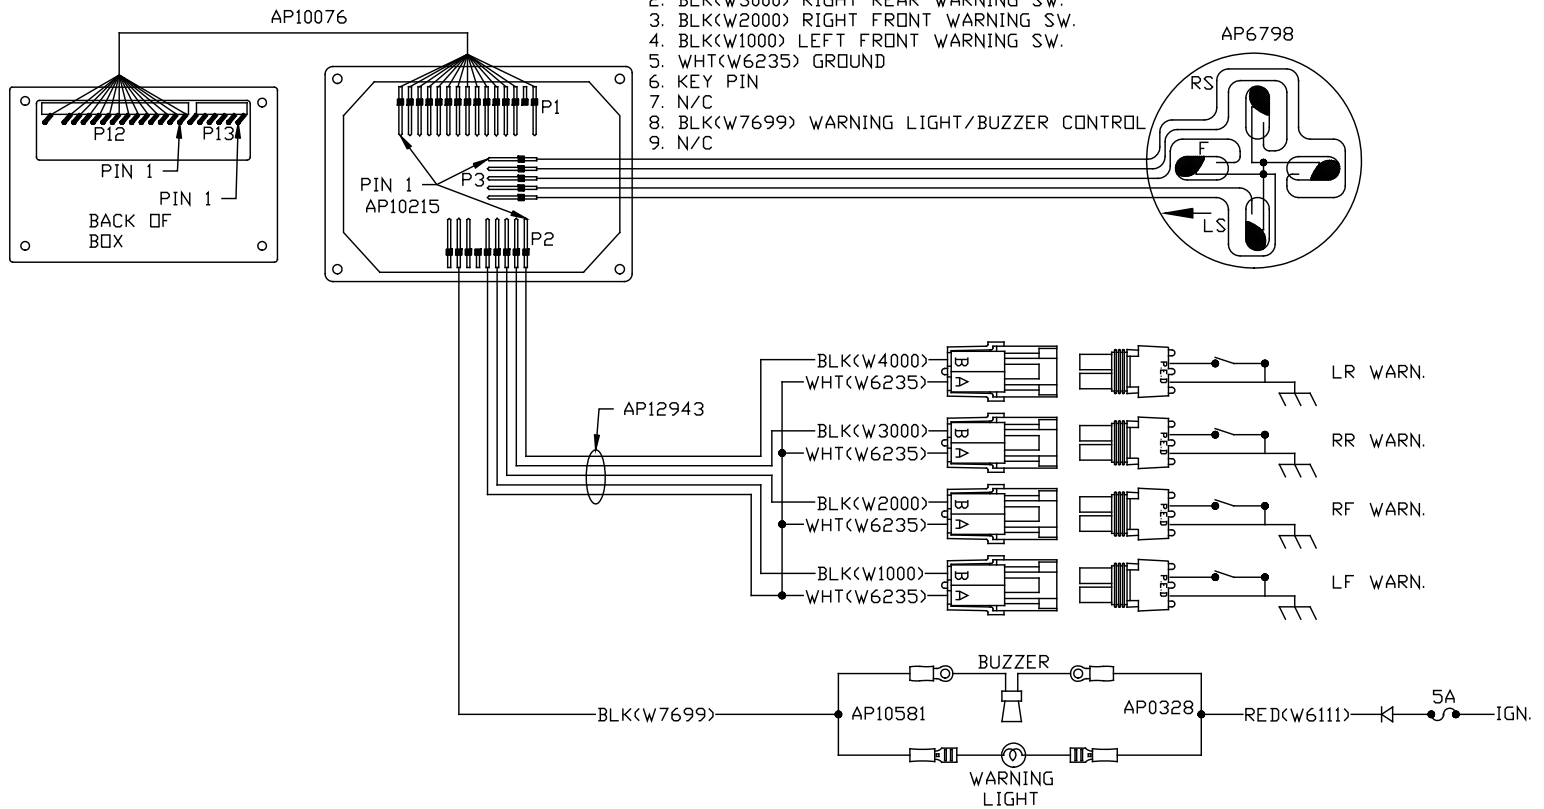 AP10076
2. BLK(W3000) RIGHT REAR WARNING SW.
3. BLK(W2000) RIGHT FRONT WARNING SW.
4. BLK(W1000) LEFT FRONT WARNING SW.
5. WHT(W6235) GROUND
6. KEY PIN
7. N/C
8. BLK(W7699) WARNING LIGHT/BUZZER CONTROL
9. N/C
AP6798
RS
F
LS
P12
P13
PIN 1
PIN 1
BACK OF
BOX
P1
PIN 1
P3
AP10215
P2
AP12943
BLK(W4000)
WHT(W6235)
B
A
PED
LR WARN.
BLK(W3000)
WHT(W6235)
B
A
PED
RR WARN.
BLK(W2000)
WHT(W6235)
B
A
PED
RF WARN.
BLK(W1000)
WHT(W6235)
B
A
PED
LF WARN.
BUZZER
BLK(W7699)
AP10581
AP0328
RED(W6111)
5A
IGN.
WARNING
LIGHT